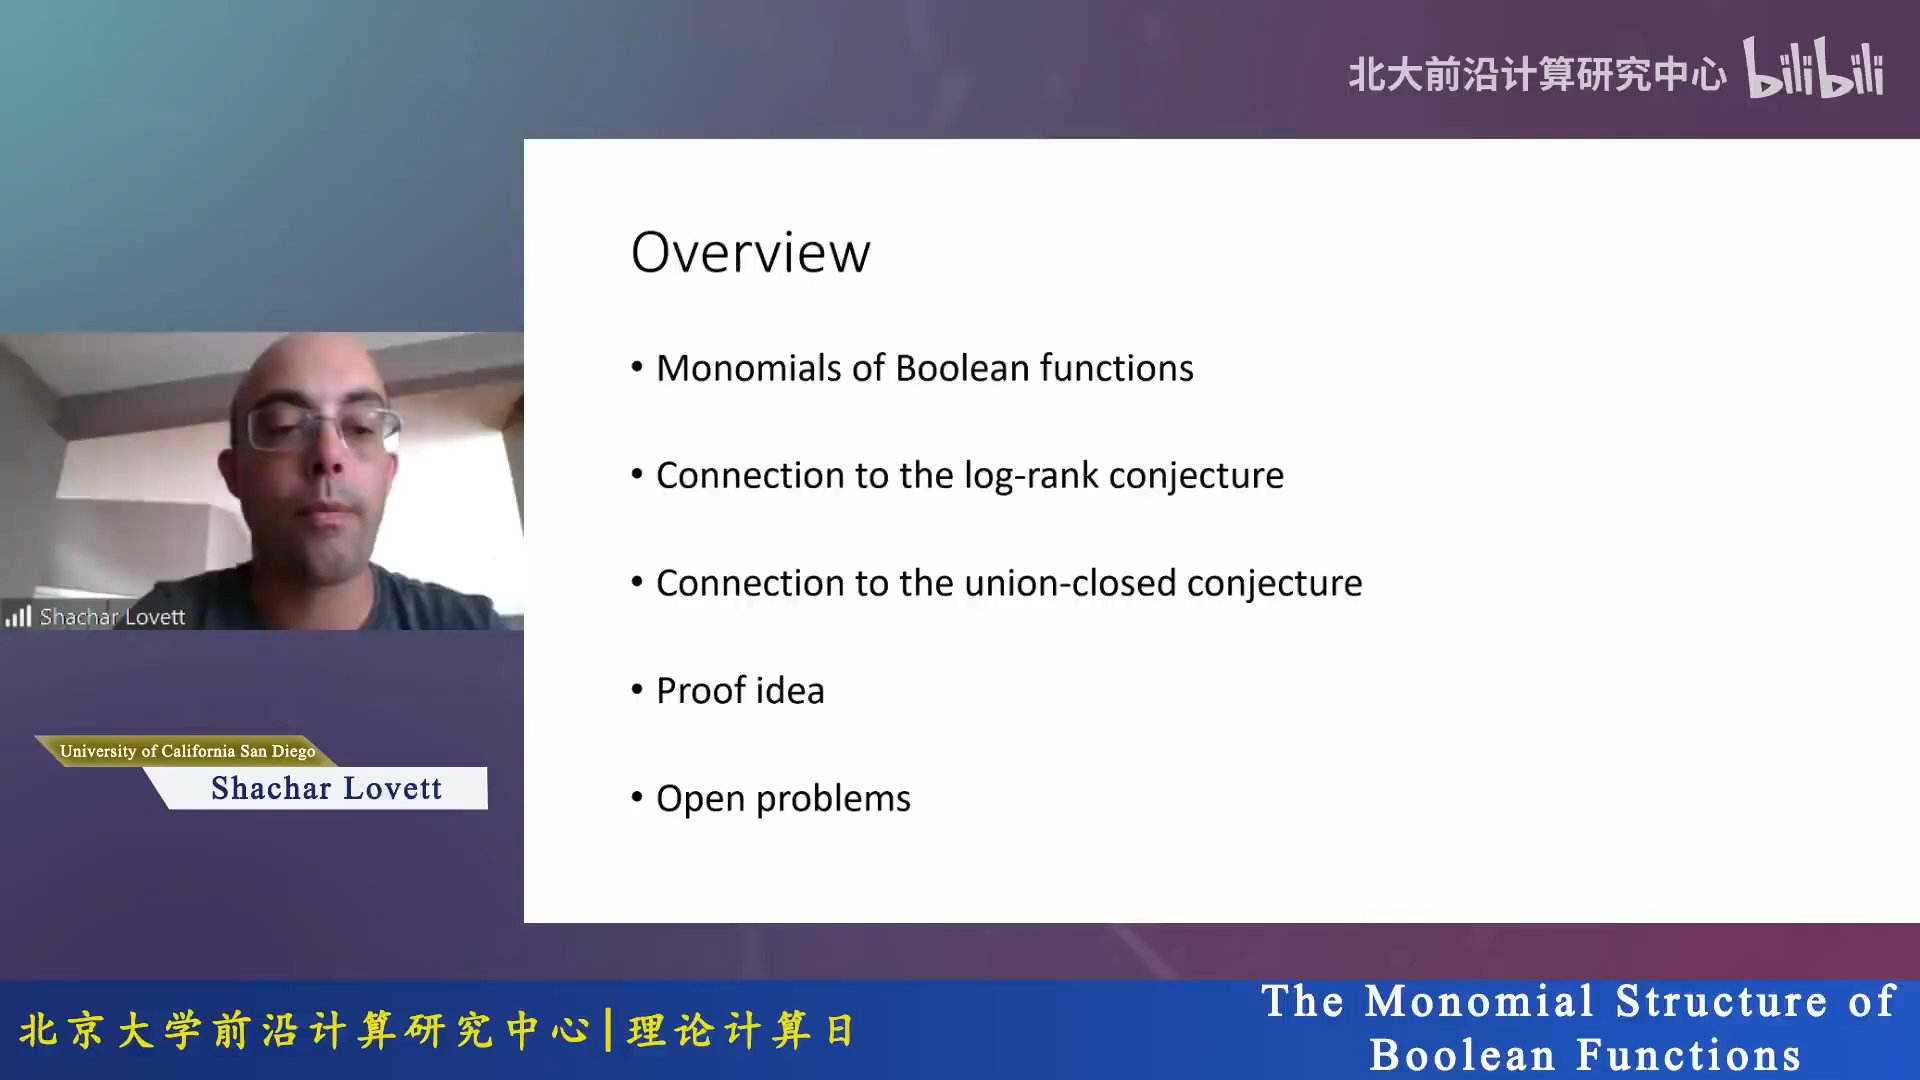 北大前沿计算研究中心 bilibili
Overview
• Monomials of Boolean functions
• Connection to the log-rank conjecture
• Connection to the union-closed conjecture
• Proof idea
• Open problems
Shachar Lovett
University of California San Diego
Shachar Lovett
北京大学前沿计算研究中心|理论计算日
The Monomial Structure of
Boolean Functions